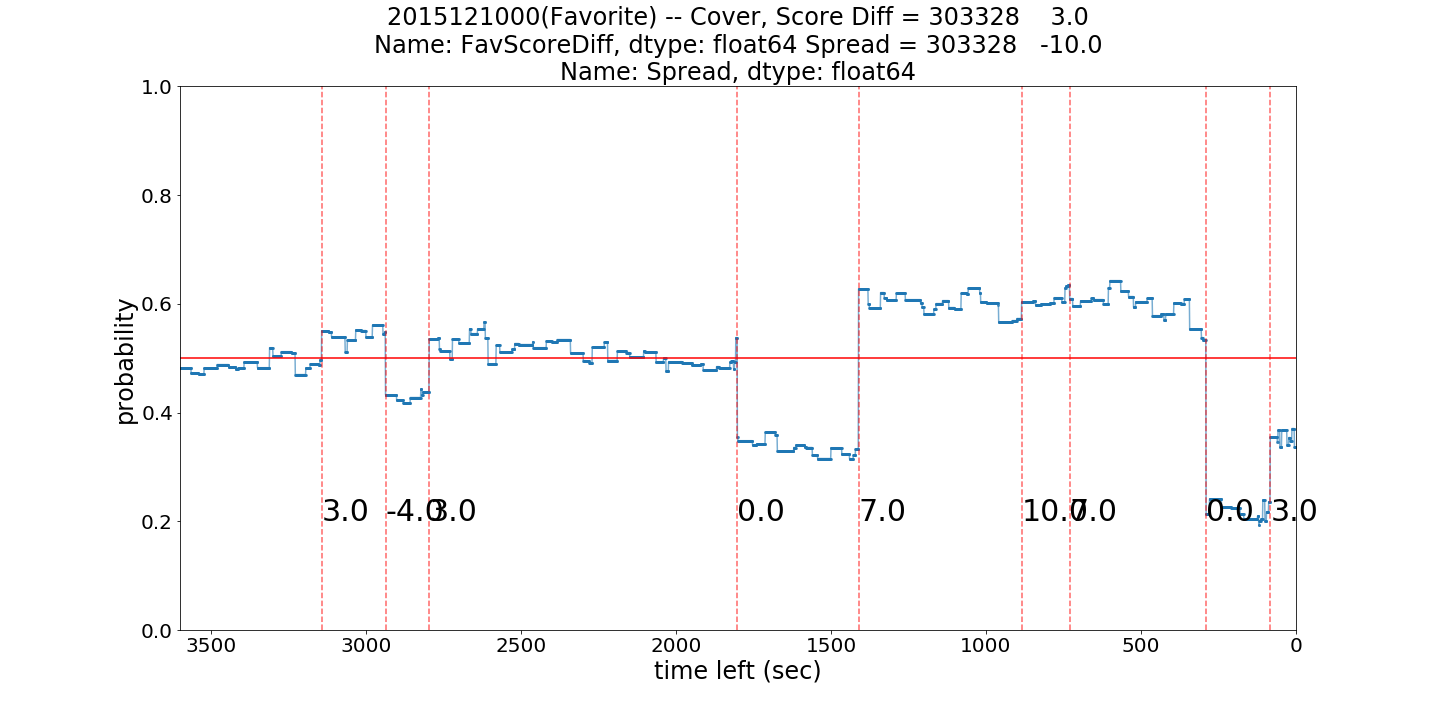 2015121000(Favorite) -- Cover, Score Diff = 303328    3.0
Name: FavScoreDiff, dtype: float64 Spread = 303328   -10.0
Name: Spread, dtype: float64
1.0
0.8
0.6
0.4
0.2
0.0
probability
3.0 -4.0 3.0 0.0 7.0 10.0 7.0 0.0 3.0
3500 3000 2500 2000 1500 1000 500 0
time left (sec)